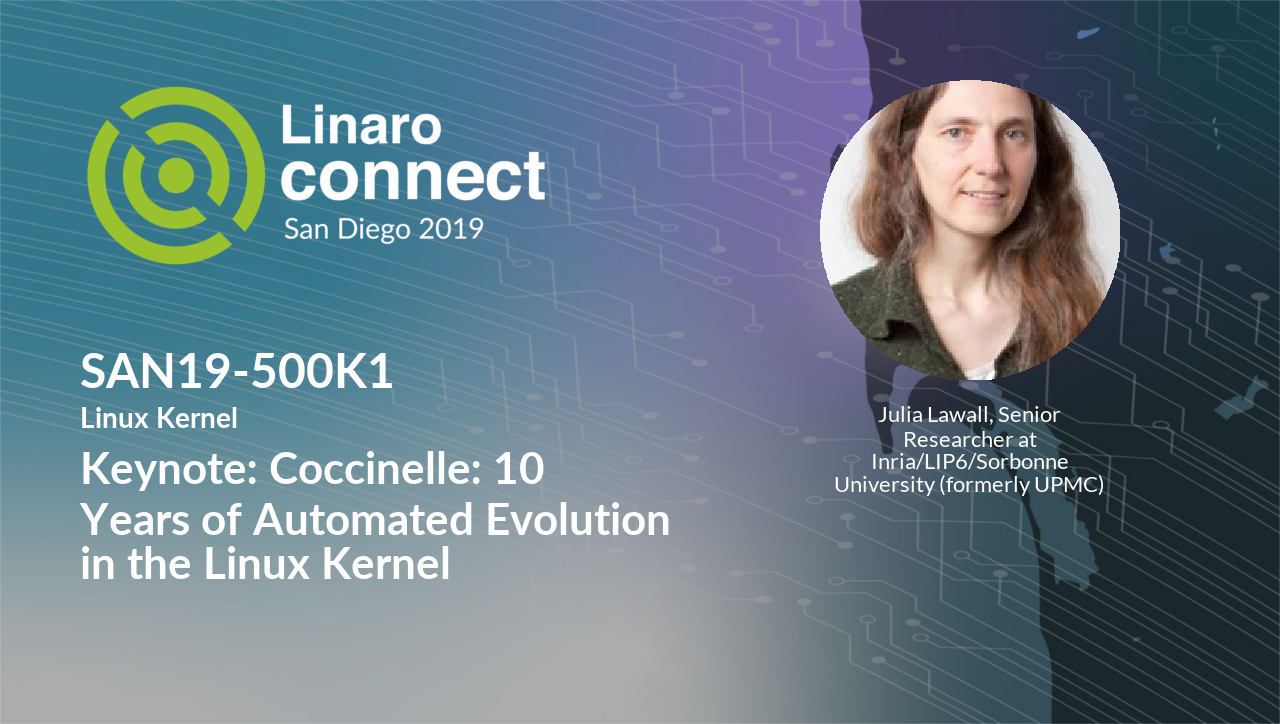 Linaro
connect
San Diego 2019
SAN19-500K1
Linux Kernel
Keynote: Coccinelle: 10
Years of Automated Evolution
in the Linux Kernel
Julia Lawall, Senior
Researcher at
Inria/LIP6/Sorbonne
University (formerly UPMC)